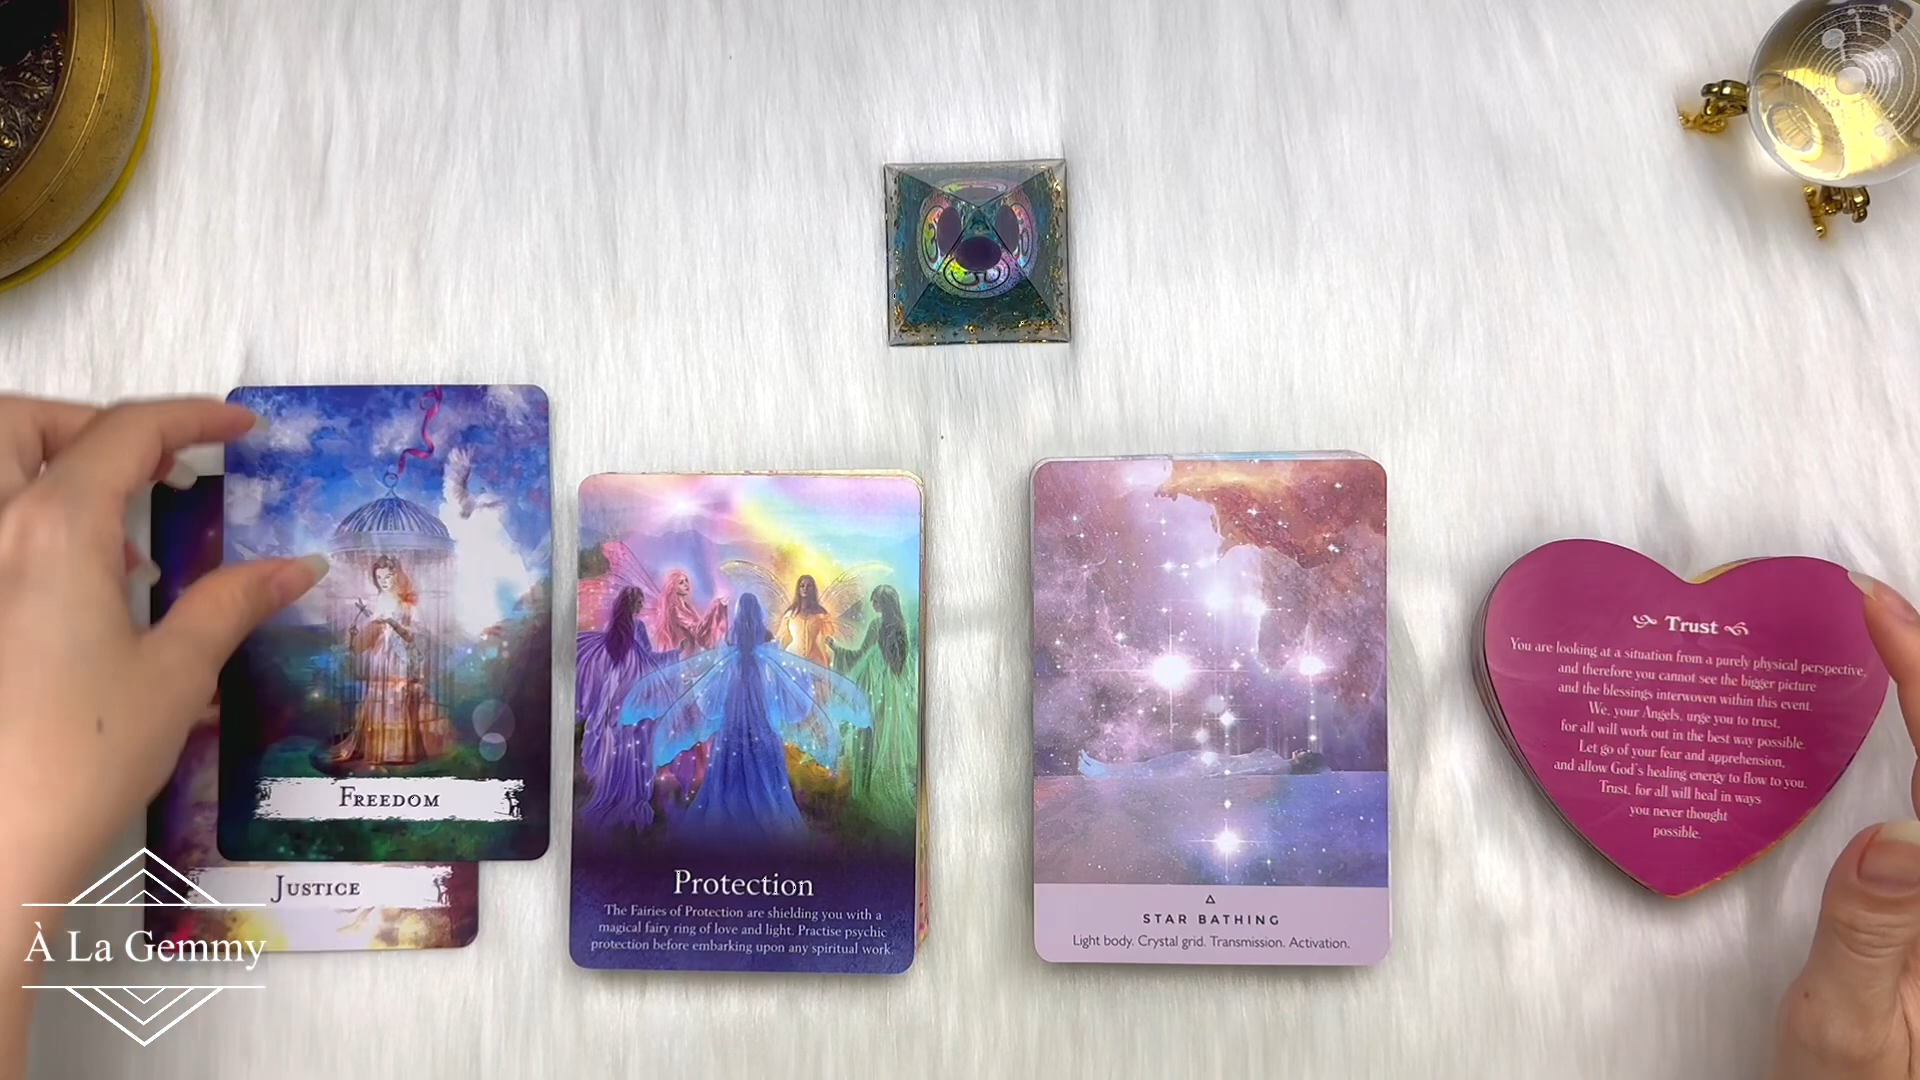 FREEDOM
JUSTICE
À La Gemmy
Protection
The Fairies of Protection are shielding you with a
magical fairy ring of love and light. Practise psychic
protection before embarking upon any spiritual work.
STAR BATHING
Light body. Crystal grid. Transmission. Activation.
Trust
You are looking at a situation from a purely physical perspective,
and therefore you cannot see the bigger picture
and the blessings interwoven within this event.
We, your Angels, urge you to trust,
for all will work out in the best way possible.
Let go of your fear and apprehension,
and allow God's healing energy to flow to you.
Trust, for all will heal in ways
you never thought
possible.